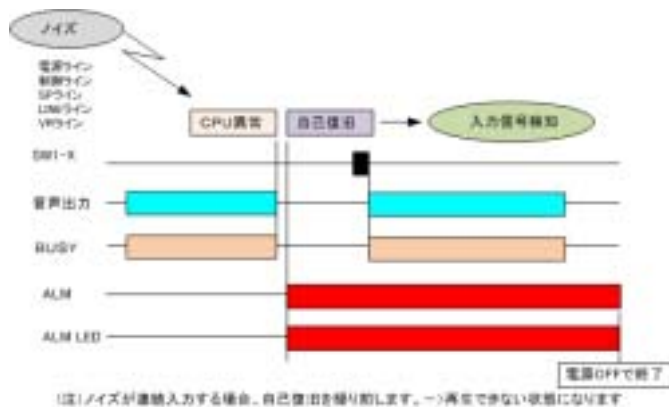 ノイズ
電源ライン
制御ライン
SPライン
LINEライン
VRライン
CPU異常
自己復旧
入力信号検知
SW1-X
音声出力
BUSY
ALM
ALM LED
電源OFFで終了
(注)ノイズが連続入力する場合、自己復旧を繰り返します。->再生できない状態になります